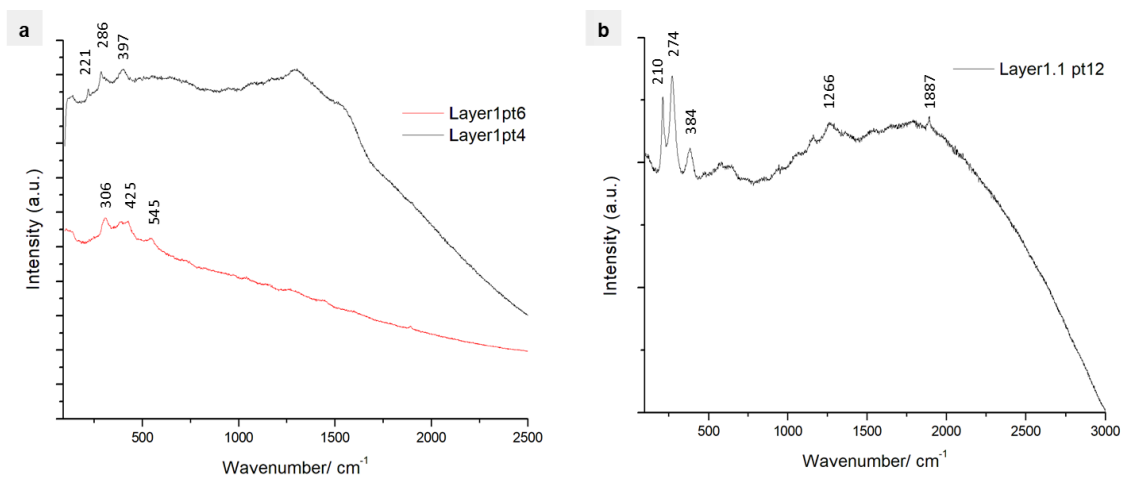 a
221
286
397
Layer1pt6
Layer1pt4
306
425
545
Intensity (a.u.)
500
1000
1500
2000
2500
Wavenumber/ cm⁻¹
b
210
274
384
1266
1887
Layer1.1 pt12
Intensity (a.u.)
500
1000
1500
2000
2500
3000
Wavenumber/ cm⁻¹